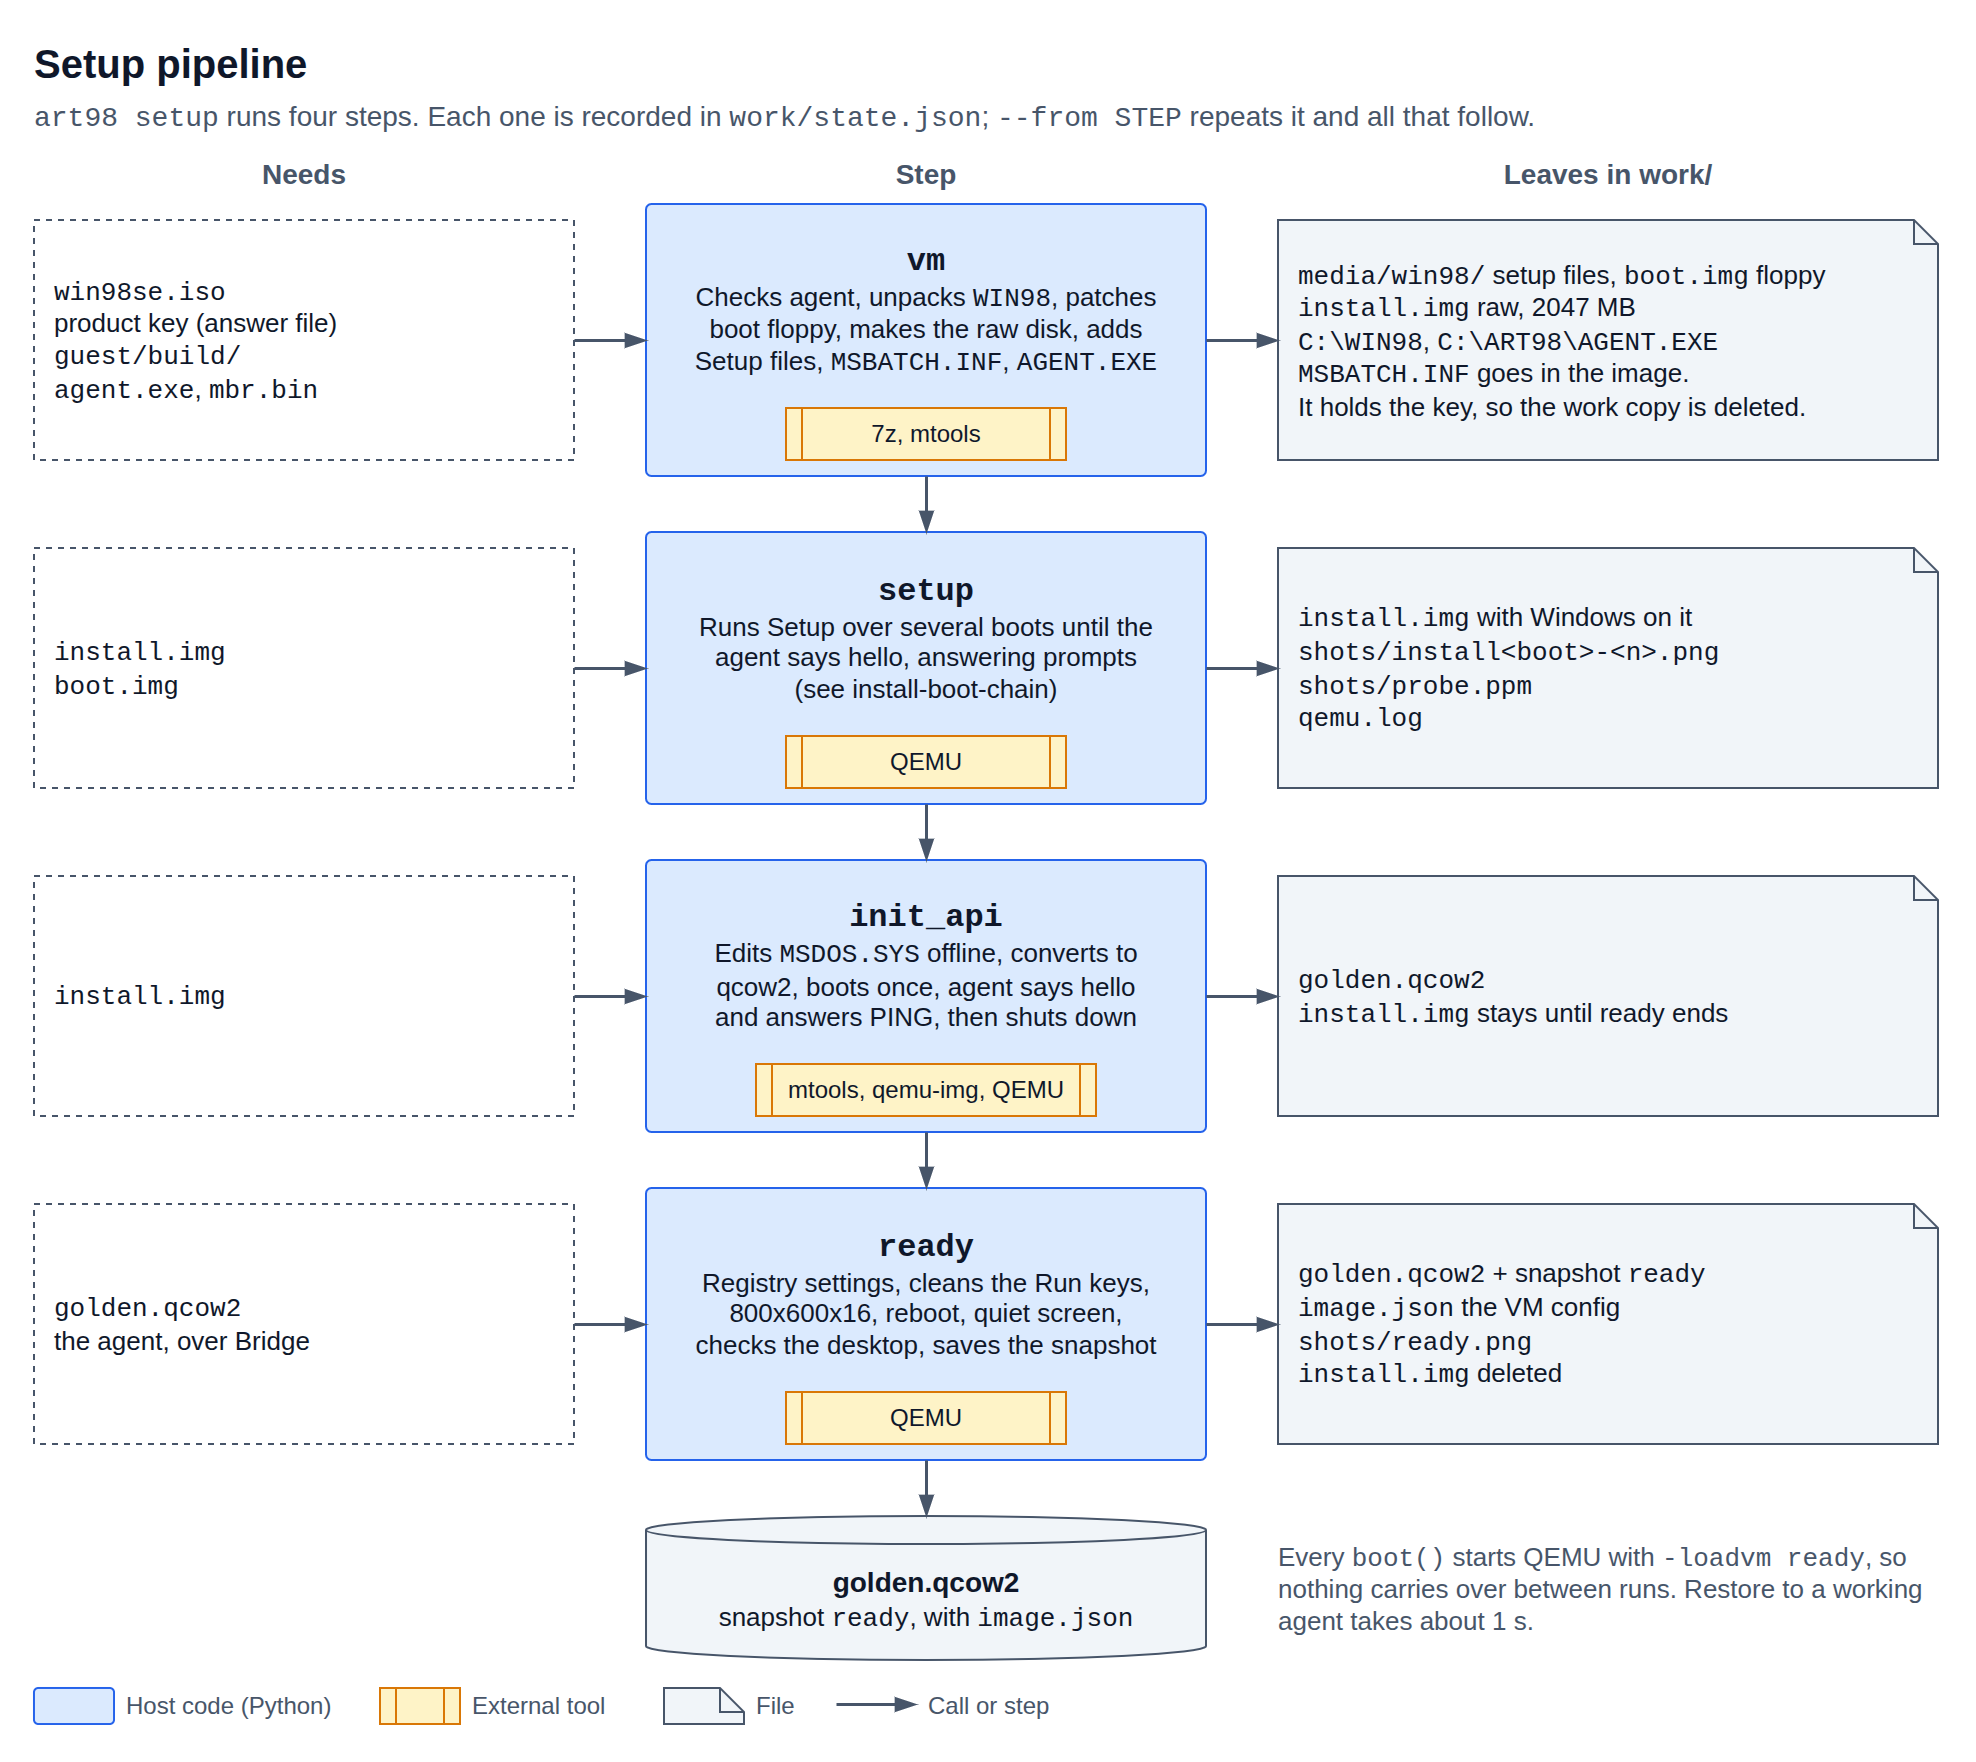 Setup pipeline
art98 setup runs four steps. Each one is recorded in work/state.json; --from STEP repeats it and all that follow.
Needs
Step
Leaves in work/
win98se.iso
product key (answer file)
guest/build/
agent.exe, mbr.bin
vm
Checks agent, unpacks WIN98, patches
boot floppy, makes the raw disk, adds
Setup files, MSBATCH.INF, AGENT.EXE
7z, mtools
media/win98/ setup files, boot.img floppy
install.img raw, 2047 MB
C:\WIN98, C:\ART98\AGENT.EXE
MSBATCH.INF goes in the image.
It holds the key, so the work copy is deleted.
install.img
boot.img
setup
Runs Setup over several boots until the
agent says hello, answering prompts
(see install-boot-chain)
QEMU
install.img with Windows on it
shots/install<boot>-<n>.png
shots/probe.ppm
qemu.log
install.img
init_api
Edits MSDOS.SYS offline, converts to
qcow2, boots once, agent says hello
and answers PING, then shuts down
mtools, qemu-img, QEMU
golden.qcow2
install.img stays until ready ends
golden.qcow2
the agent, over Bridge
ready
Registry settings, cleans the Run keys,
800x600x16, reboot, quiet screen,
checks the desktop, saves the snapshot
QEMU
golden.qcow2 + snapshot ready
image.json the VM config
shots/ready.png
install.img deleted
golden.qcow2
snapshot ready, with image.json
Every boot() starts QEMU with -loadvm ready, so
nothing carries over between runs. Restore to a working
agent takes about 1 s.
Host code (Python)
External tool
File
Call or step